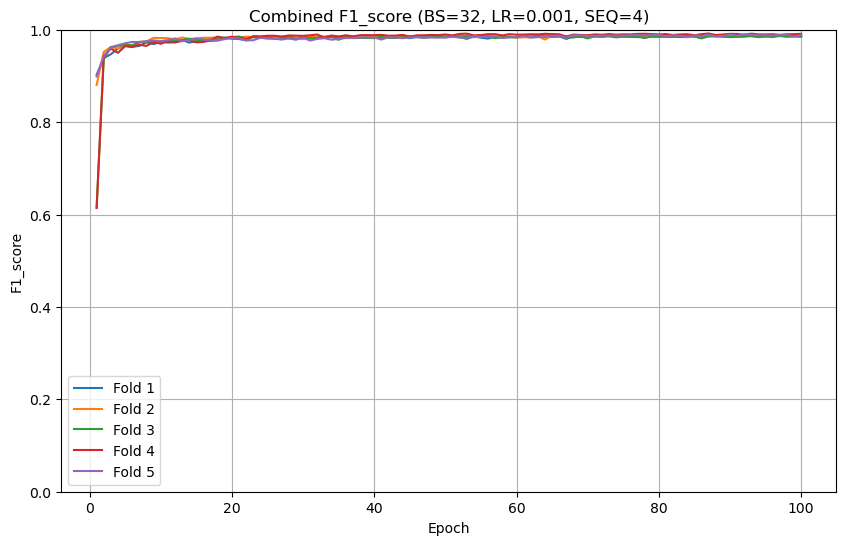 Combined F1_score (BS=32, LR=0.001, SEQ=4)
1.0
0.8
0.6
0.4
0.2
0.0
F1_score
Fold 1
Fold 2
Fold 3
Fold 4
Fold 5
0 20 40 60 80 100
Epoch